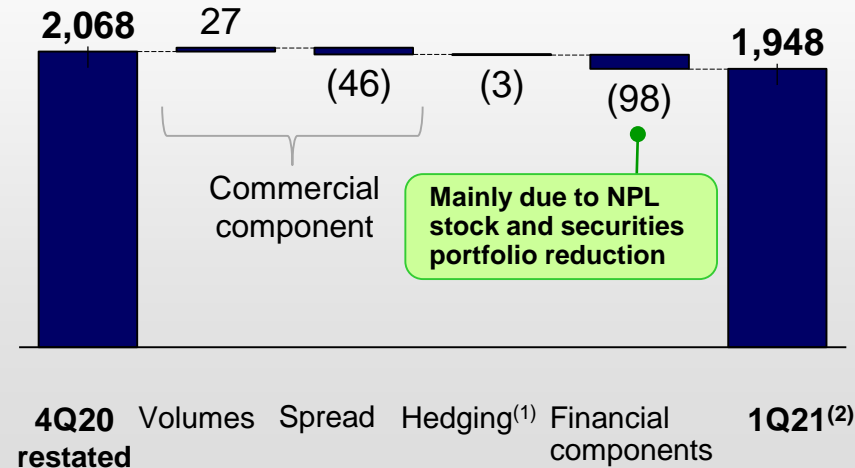 2,068
27
(46)
(3)
(98)
1,948
Commercial
component
Mainly due to NPL
stock and securities
portfolio reduction
4Q20
restated
Volumes
Spread
Hedging(1)
Financial
components
1Q21(2)